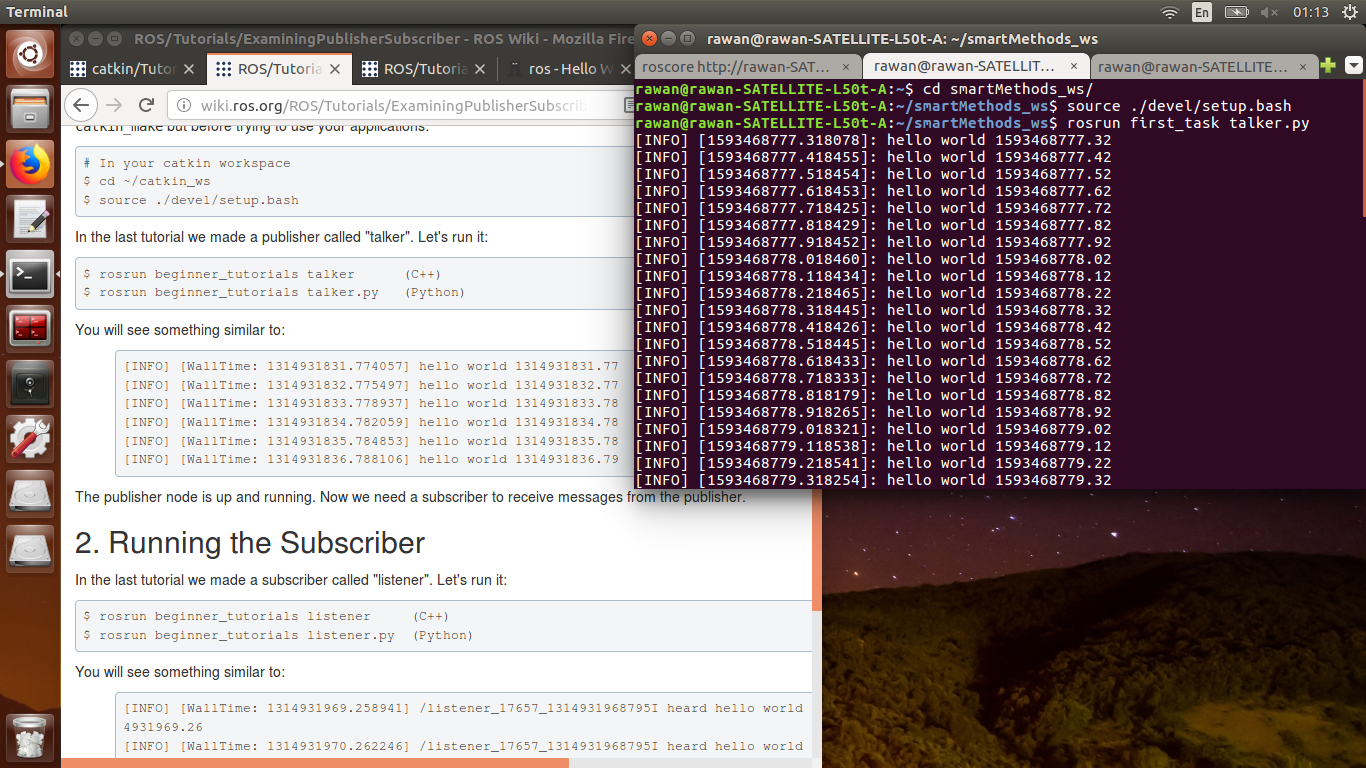 Terminal
En
01:13
ROS/Tutorials/ExaminingPublisherSubscriber - ROS Wiki - Mozilla Fire
catkin/Tutor
ROS/Tutoria
ROS/Tutoria
ros - Hello W
wiki.ros.org/ROS/Tutorials/ExaminingPublisherSubscrib
catkin_make but before trying to use your applications:
# In your catkin workspace
$ cd ~/catkin_ws
$ source ./devel/setup.bash
In the last tutorial we made a publisher called "talker". Let's run it:
$ rosrun beginner_tutorials talker (C++)
$ rosrun beginner_tutorials talker.py (Python)
You will see something similar to:
[INFO] [WallTime: 1314931831.774057] hello world 1314931831.77
[INFO] [WallTime: 1314931832.775497] hello world 1314931832.77
[INFO] [WallTime: 1314931833.778937] hello world 1314931833.78
[INFO] [WallTime: 1314931834.782059] hello world 1314931834.78
[INFO] [WallTime: 1314931835.784853] hello world 1314931835.78
[INFO] [WallTime: 1314931836.788106] hello world 1314931836.79
The publisher node is up and running. Now we need a subscriber to receive messages from the publisher.
2. Running the Subscriber
In the last tutorial we made a subscriber called "listener". Let's run it:
$ rosrun beginner_tutorials listener (C++)
$ rosrun beginner_tutorials listener.py (Python)
You will see something similar to:
[INFO] [WallTime: 1314931969.258941] /listener_17657_1314931968795I heard hello world
4931969.26
[INFO] [WallTime: 1314931970.262246] /listener_17657_1314931968795I heard hello world
rawan@rawan-SATELLITE-L50t-A: ~/smartMethods_ws
roscore http://rawan-SAT...
rawan@rawan-SATELLIT...
rawan@rawan-SATELLITE...
rawan@rawan-SATELLITE-L50t-A:~$ cd smartMethods_ws/
rawan@rawan-SATELLITE-L50t-A:~/smartMethods_ws$ source ./devel/setup.bash
rawan@rawan-SATELLITE-L50t-A:~/smartMethods_ws$ rosrun first_task talker.py
[INFO] [1593468777.318078]: hello world 1593468777.32
[INFO] [1593468777.418455]: hello world 1593468777.42
[INFO] [1593468777.518454]: hello world 1593468777.52
[INFO] [1593468777.618453]: hello world 1593468777.62
[INFO] [1593468777.718425]: hello world 1593468777.72
[INFO] [1593468777.818429]: hello world 1593468777.82
[INFO] [1593468777.918452]: hello world 1593468777.92
[INFO] [1593468778.018460]: hello world 1593468778.02
[INFO] [1593468778.118434]: hello world 1593468778.12
[INFO] [1593468778.218465]: hello world 1593468778.22
[INFO] [1593468778.318445]: hello world 1593468778.32
[INFO] [1593468778.418426]: hello world 1593468778.42
[INFO] [1593468778.518445]: hello world 1593468778.52
[INFO] [1593468778.618433]: hello world 1593468778.62
[INFO] [1593468778.718333]: hello world 1593468778.72
[INFO] [1593468778.818179]: hello world 1593468778.82
[INFO] [1593468778.918265]: hello world 1593468778.92
[INFO] [1593468779.018321]: hello world 1593468779.02
[INFO] [1593468779.118538]: hello world 1593468779.12
[INFO] [1593468779.218541]: hello world 1593468779.22
[INFO] [1593468779.318254]: hello world 1593468779.32